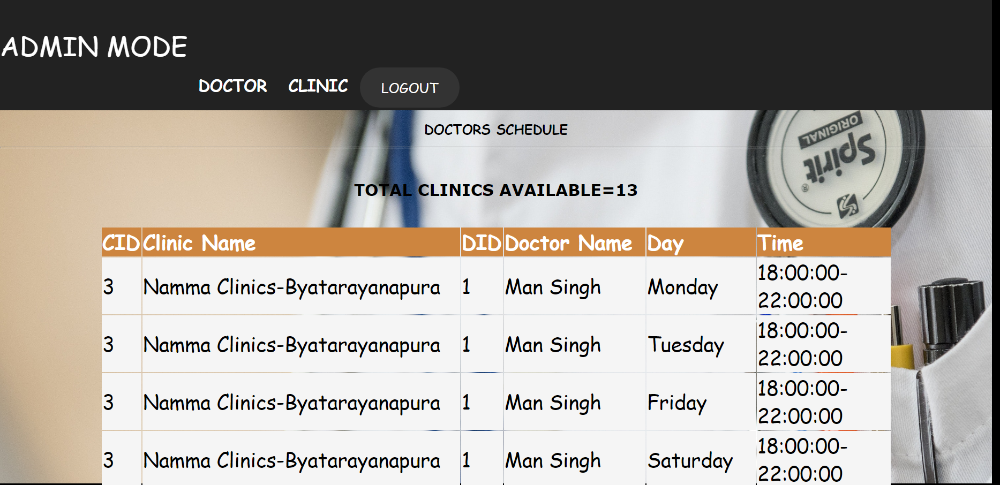 ADMIN MODE
DOCTOR CLINIC LOGOUT
DOCTORS SCHEDULE
ORIGINAL
Spirit
®
TOTAL CLINICS AVAILABLE=13
CID Clinic Name DID Doctor Name Day Time
3 Namma Clinics-Byatarayanapura 1 Man Singh Monday 18:00:00-
22:00:00
3 Namma Clinics-Byatarayanapura 1 Man Singh Tuesday 18:00:00-
22:00:00
3 Namma Clinics-Byatarayanapura 1 Man Singh Friday 18:00:00-
22:00:00
3 Namma Clinics-Byatarayanapura 1 Man Singh Saturday 18:00:00-
22:00:00